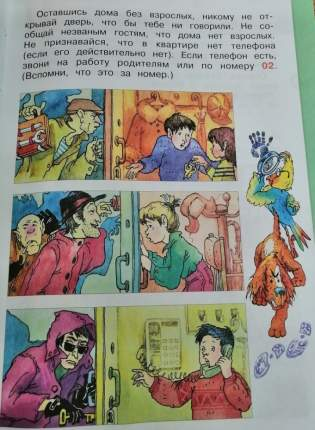 Оставшись дома без взрослых, никому не от-
крывай дверь, что бы тебе ни говорили. Не со-
общай незваным гостям, что дома нет взрослых.
Не признавайся, что в квартире нет телефона
(если его действительно нет). Если телефон есть,
звони на работу родителям или по номеру 02.
(Вспомни, что это за номер.)